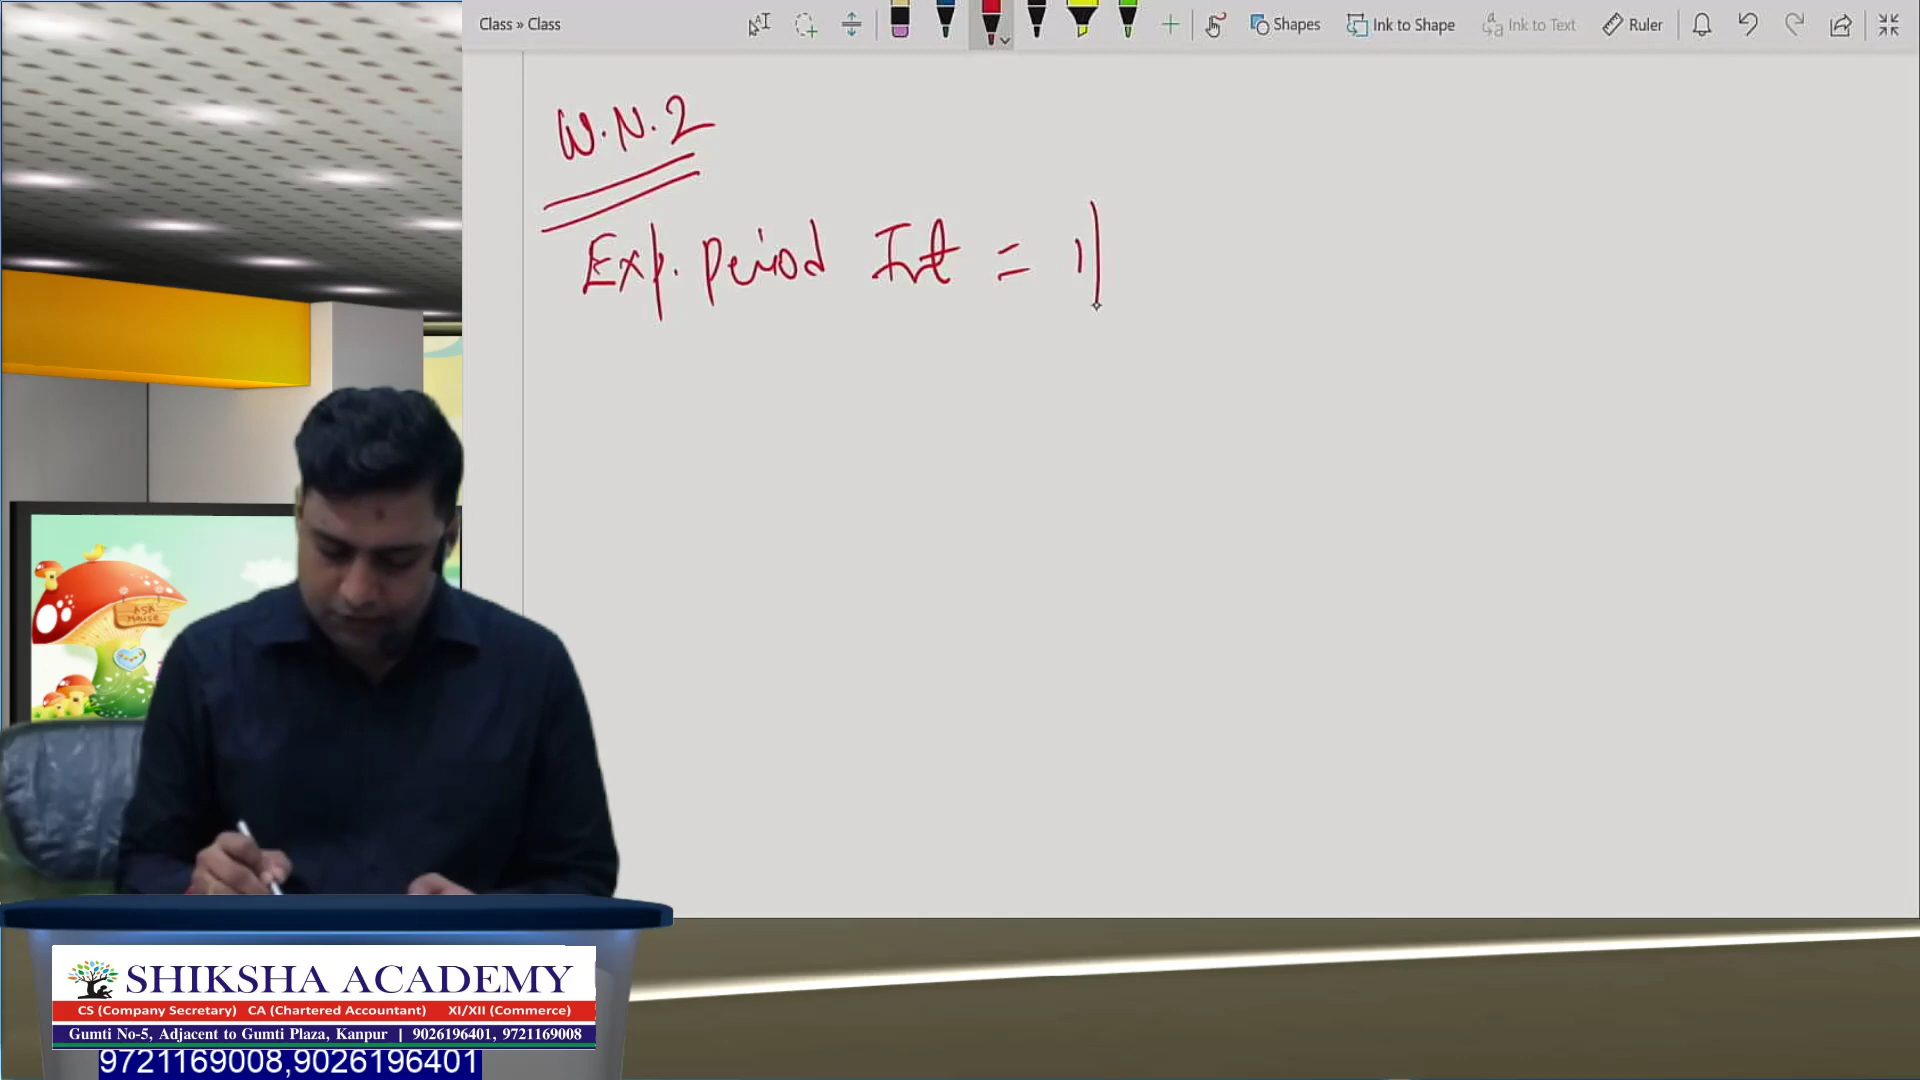 Class » Class
Shapes
Ink to Shape
Ink to Text
Ruler
W.N.2
Exp. Period Int = 1
ASA
MAUSE
SHIKSHA ACADEMY
CS (Company Secretary) CA (Chartered Accountant) XI/XII (Commerce)
Gumti No-5, Adjacent to Gumti Plaza, Kanpur | 9026196401, 9721169008
9721169008,9026196401